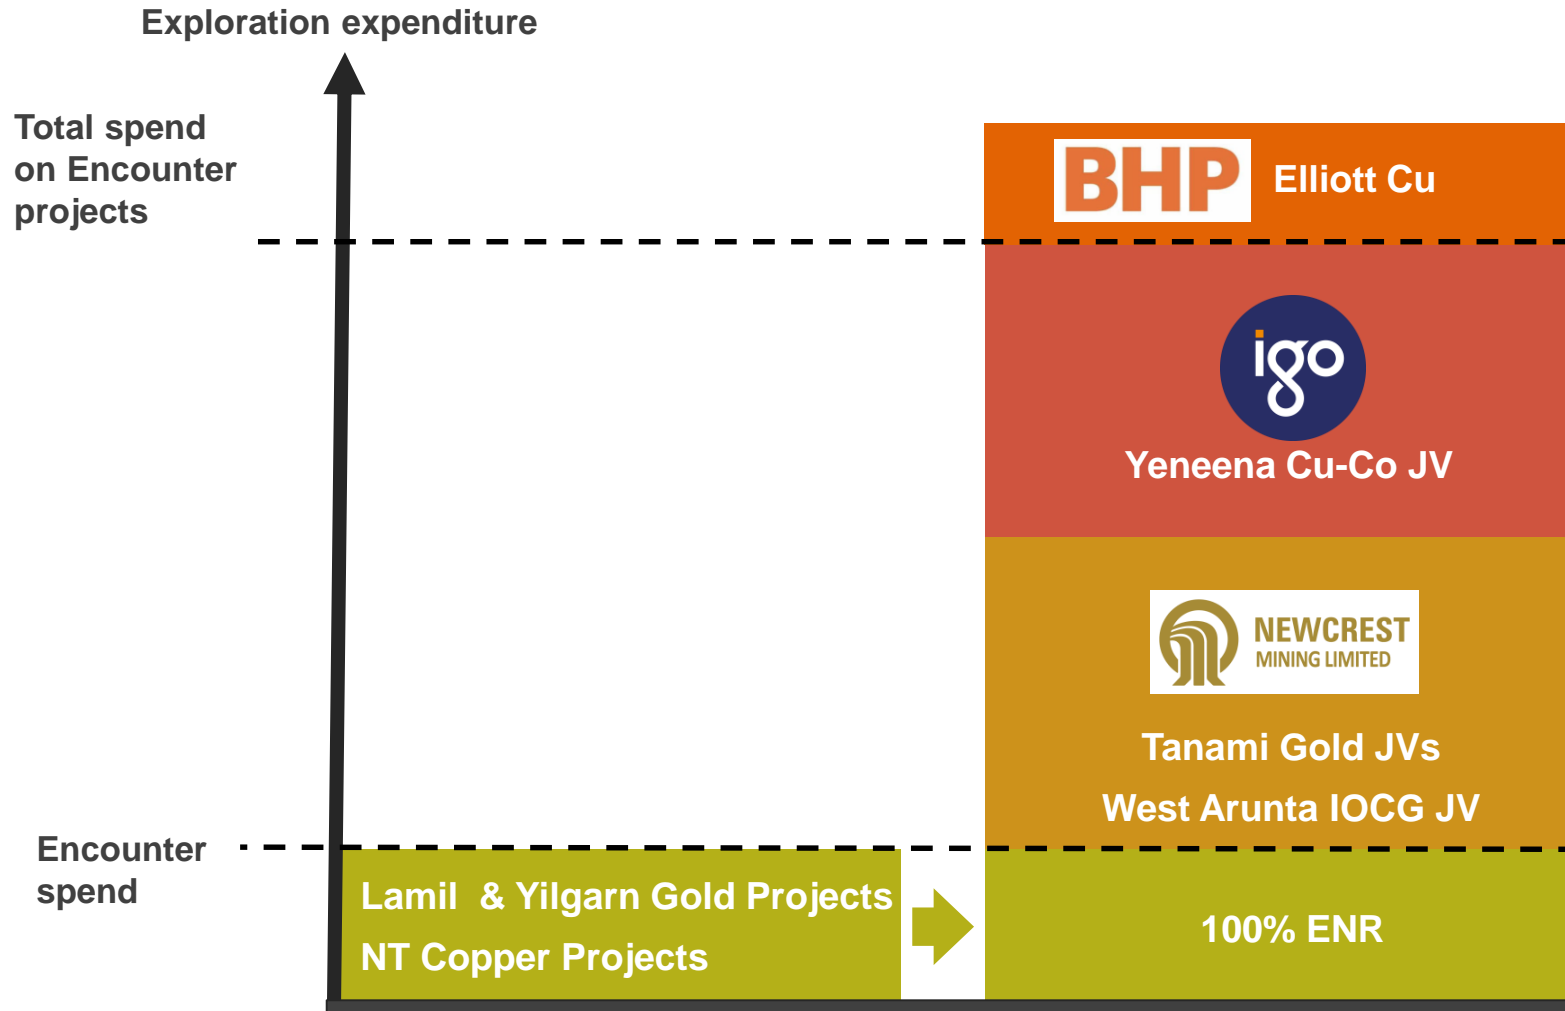 Exploration expenditure
Total spend
on Encounter
projects
BHP
Elliott Cu
igo
Yeneena Cu-Co JV
NEWCREST
MINING LIMITED
Tanami Gold JVs
West Arunta IOCG JV
Encounter
spend
Lamil & Yilgarn Gold Projects
NT Copper Projects
100% ENR